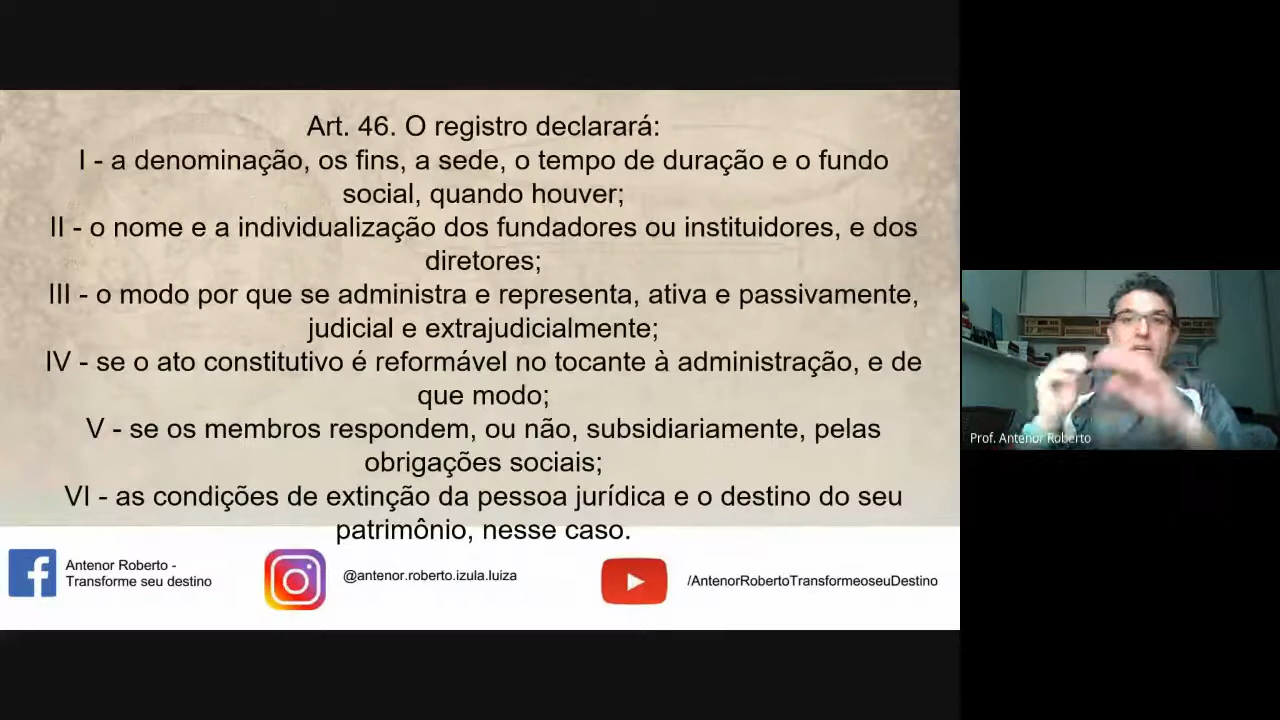 Art. 46. O registro declarará:
I - a denominação, os fins, a sede, o tempo de duração e o fundo
social, quando houver;
II - o nome e a individualização dos fundadores ou instituidores, e dos
diretores;
III - o modo por que se administra e representa, ativa e passivamente,
judicial e extrajudicialmente;
IV - se o ato constitutivo é reformável no tocante à administração, e de
que modo;
V - se os membros respondem, ou não, subsidiariamente, pelas
obrigações sociais;
VI - as condições de extinção da pessoa jurídica e o destino do seu
patrimônio, nesse caso.
Antenor Roberto -
Transforme seu destino
@antenor.roberto.izula.luiza
/AntenorRobertoTransformeoseuDestino
Prof. Antenor Roberto